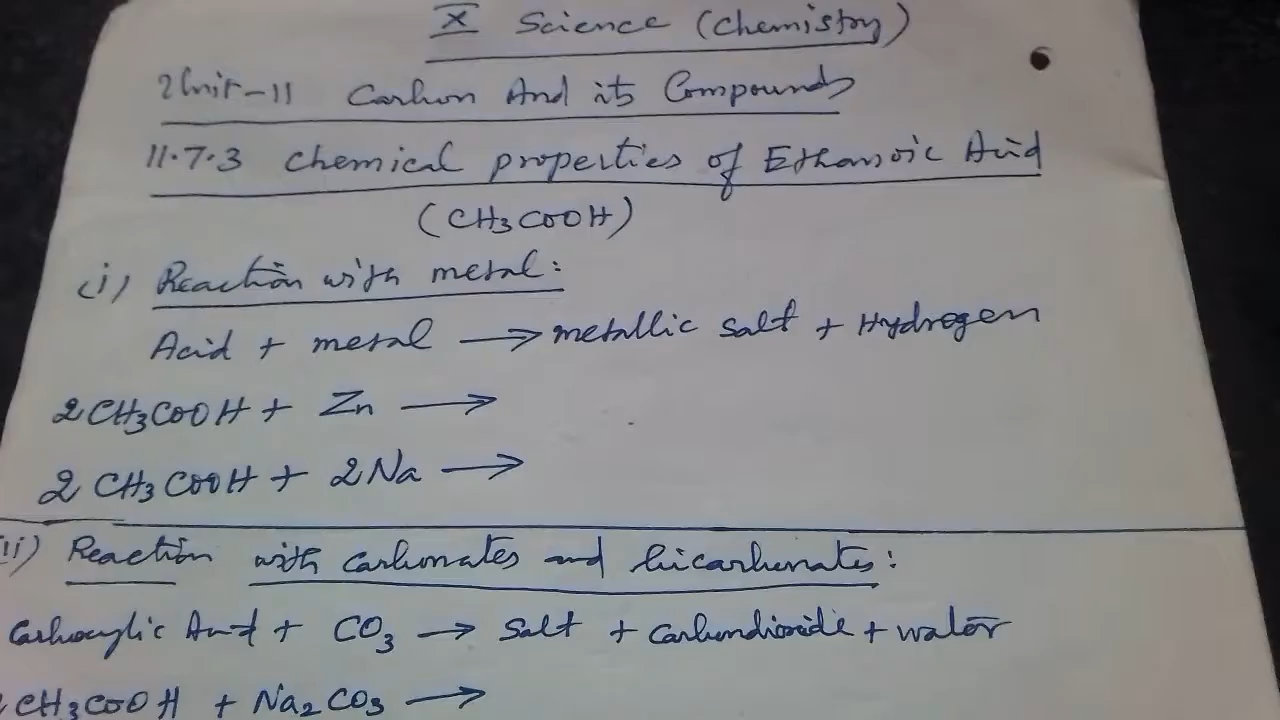 X Science (Chemistry)
Unit-11 Carbon And its Compounds
11.7.3 Chemical properties of Ethanoic Acid
(CH3COOH)
(i) Reaction with metal:
Acid + metal → metallic salt + Hydrogen
2CH3COOH + Zn →
2 CH3COOH + 2Na →
(ii) Reaction with carbonates and bicarbonates:
Carboxylic Acid + CO3 → Salt + Carbondioxide + water
CH3COOH + Na2CO3 →